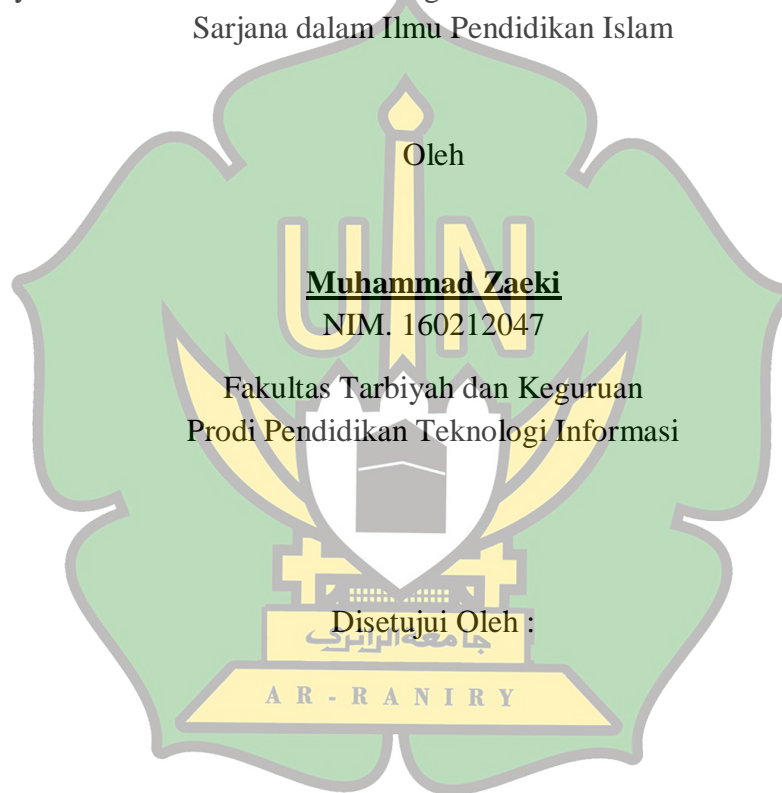 Sarjana dalam Ilmu Pendidikan Islam
Oleh
Muhammad Zaeki
NIM. 160212047
Fakultas Tarbiyah dan Keguruan
Prodi Pendidikan Teknologi Informasi
Disetujui Oleh :
UIN
جامعة الرانري
AR-RANIRY